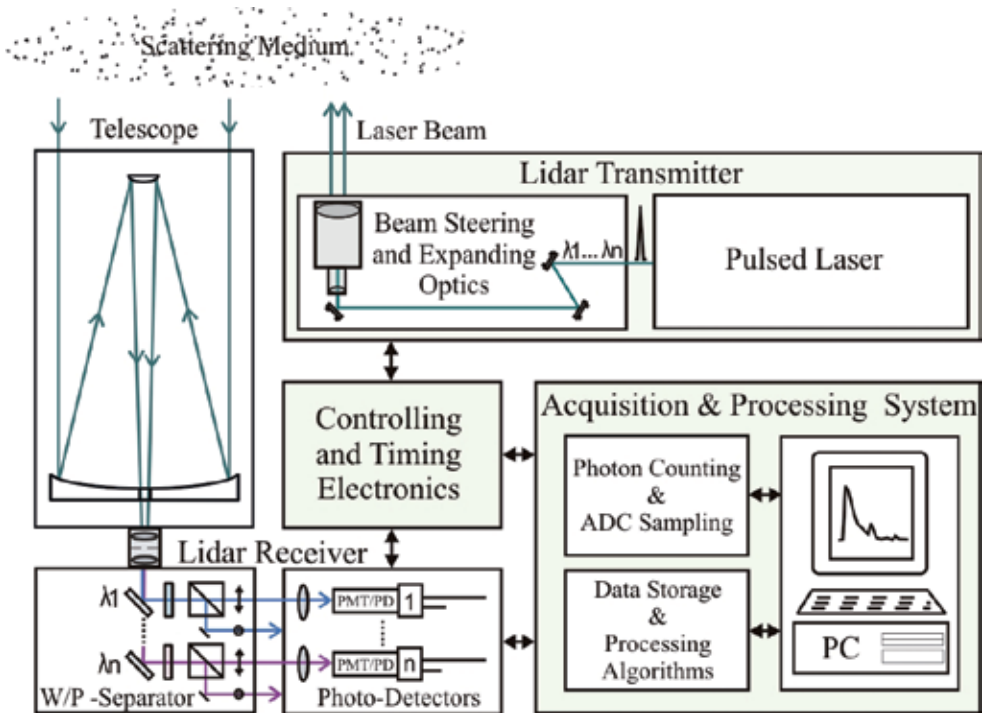 Scattering Medium
Telescope
Laser Beam
Lidar Transmitter
Beam Steering
and Expanding
Optics
λ1... λn
Pulsed Laser
Controlling
and Timing
Electronics
Acquisition & Processing System
Photon Counting
&
ADC Sampling
Data Storage
&
Processing
Algorithms
PC
Lidar Receiver
λ1
λn
W/P -Separator
PMT/PD 1
PMT/PD n
Photo-Detectors